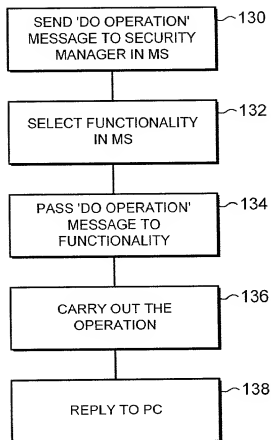 SEND 'DO OPERATION'
MESSAGE TO SECURITY
MANAGER IN MS
130
SELECT FUNCTIONALITY
IN MS
132
PASS 'DO OPERATION'
MESSAGE TO
FUNCTIONALITY
134
CARRY OUT THE
OPERATION
136
REPLY TO PC
138